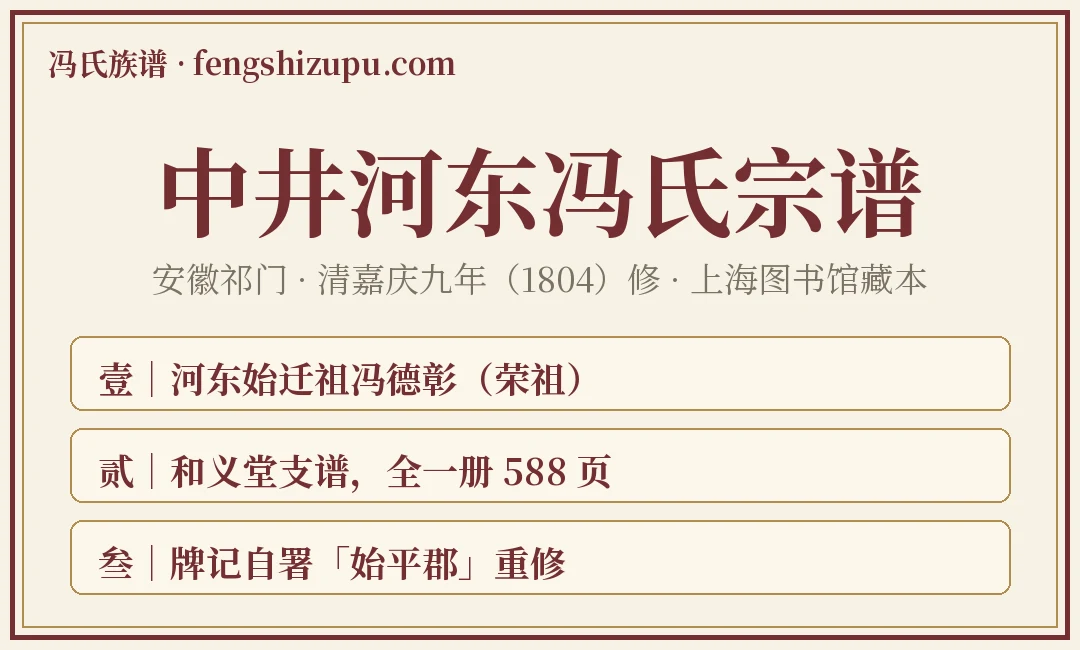 冯氏族谱 · fengshizupu.com
中井河东冯氏宗谱
安徽祁门 · 清嘉庆九年（1804）修 · 上海图书馆藏本
壹｜河东始迁祖冯德彰（荣祖）
贰｜和义堂支谱，全一册 588 页
叁｜牌记自署「始平郡」重修